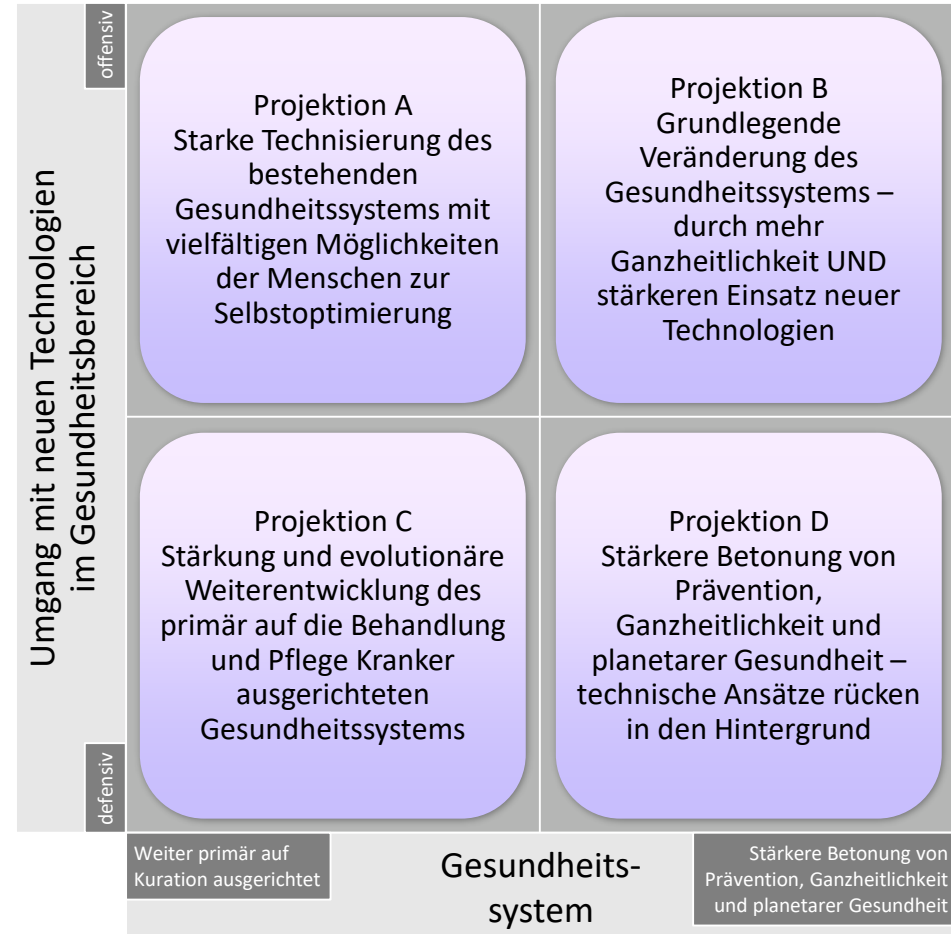 offensiv
Umgang mit neuen Technologien
im Gesundheitsbereich
defensiv
Projektion A
Starke Technisierung des
bestehenden
Gesundheitssystems mit
vielfältigen Möglichkeiten
der Menschen zur
Selbstoptimierung
Projektion B
Grundlegende
Veränderung des
Gesundheitssystems –
durch mehr
Ganzheitlichkeit UND
stärkeren Einsatz neuer
Technologien
Projektion C
Stärkung und evolutionäre
Weiterentwicklung des
primär auf die Behandlung
und Pflege Kranker
ausgerichteten
Gesundheitssystems
Projektion D
Stärkere Betonung von
Prävention,
Ganzheitlichkeit und
planetarer Gesundheit –
technische Ansätze rücken
in den Hintergrund
Weiter primär auf
Kuration ausgerichtet
Gesundheits-
system
Stärkere Betonung von
Prävention, Ganzheitlichkeit
und planetarer Gesundheit